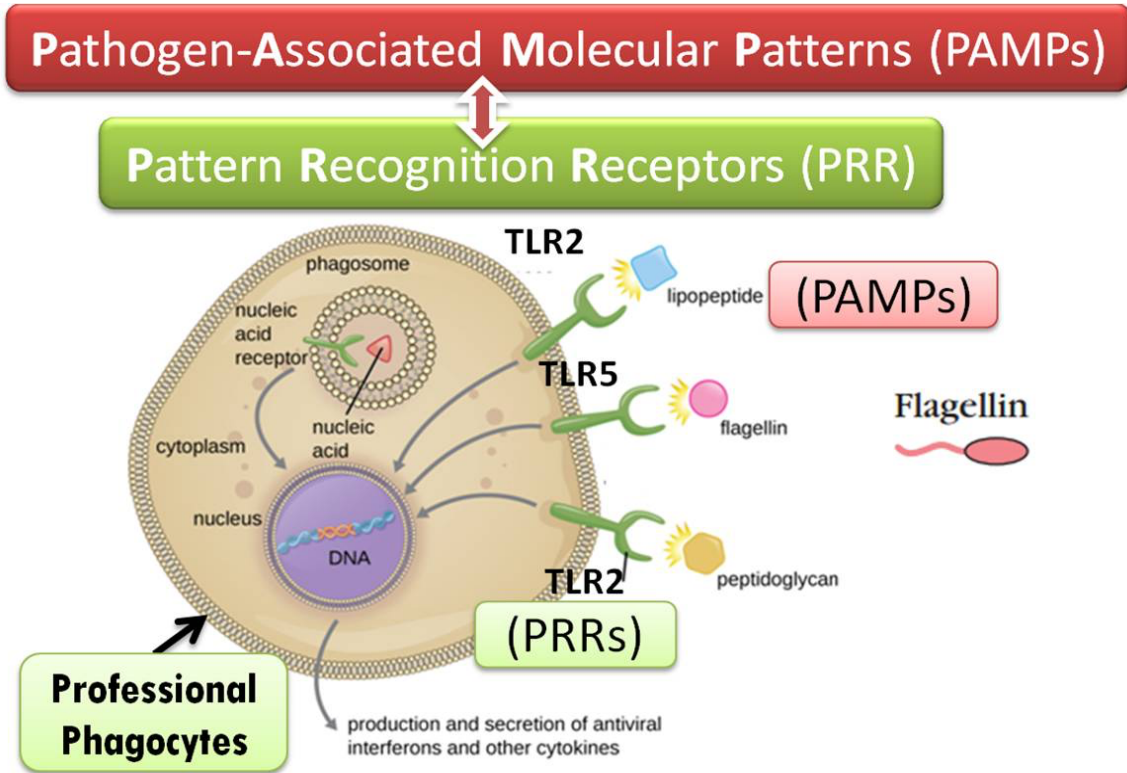 Pathogen-Associated Molecular Patterns (PAMPs)
Pattern Recognition Receptors (PRR)
TLR2
phagosome
lipopeptide
(PAMPs)
nucleic
acid
receptor
TLR5
Flagellin
flagellin
nucleic
acid
cytoplasm
nucleus
DNA
TLR2
peptidoglycan
(PRRs)
Professional
Phagocytes
production and secretion of antiviral
interferons and other cytokines